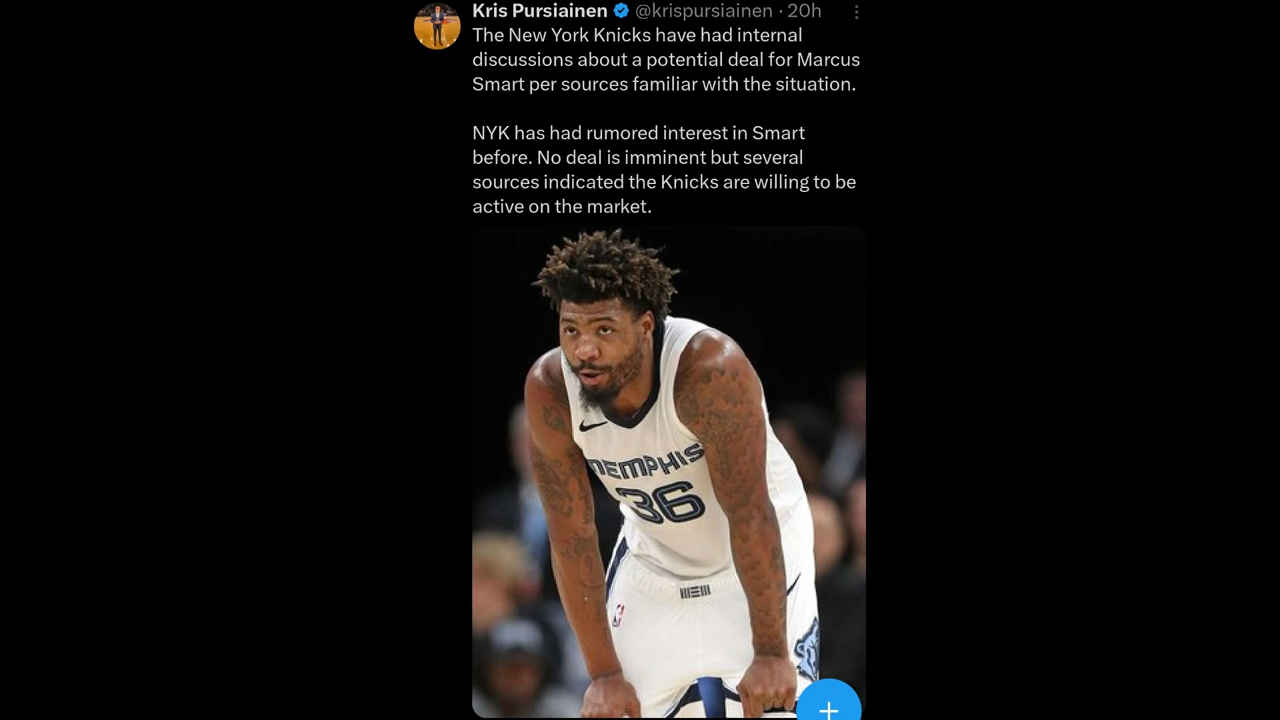 Kris Pursiainen @krispursiainen · 20h
The New York Knicks have had internal
discussions about a potential deal for Marcus
Smart per sources familiar with the situation.
NYK has had rumored interest in Smart
before. No deal is imminent but several
sources indicated the Knicks are willing to be
active on the market.
MEMPHIS
36